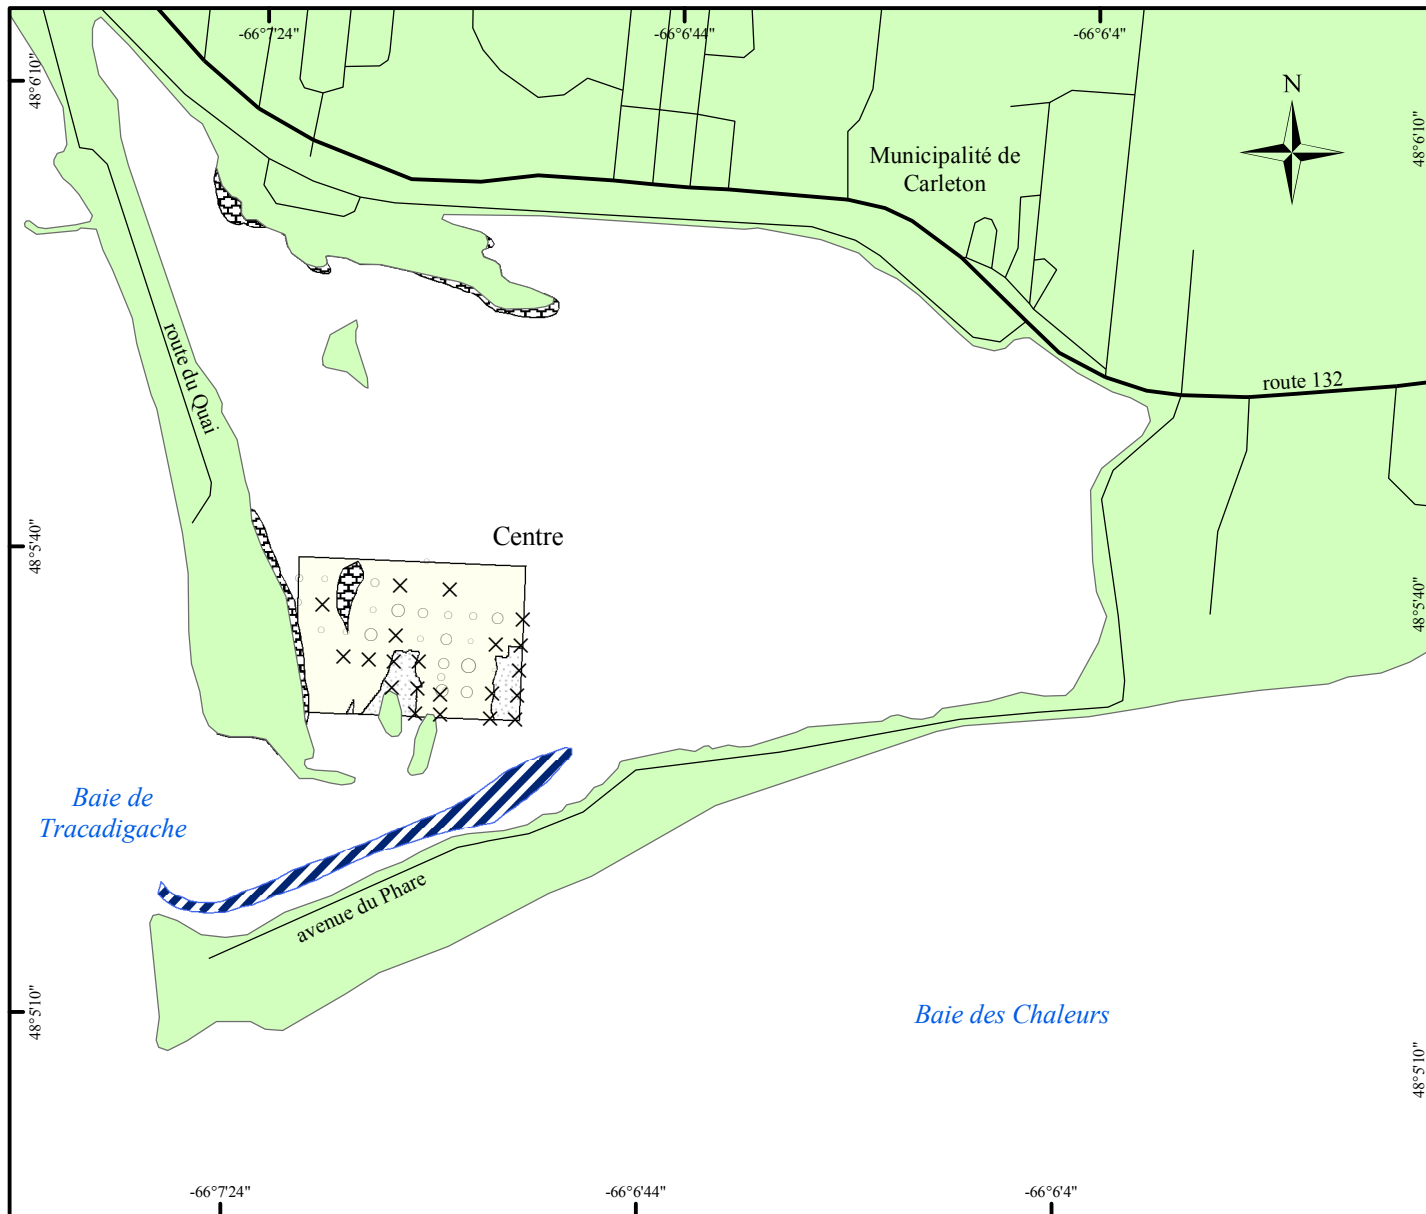 -66°7'24"
-66°6'44"
-66°6'4"
48°6'10"
N
48°6'10"
Municipalité de
Carleton
route du Quai
route 132
Centre
48°5'40"
48°5'40"
Baie de
Tracadigache
avenue du Phare
Baie des Chaleurs
48°5'10"
48°5'10"
-66°7'24"
-66°6'44"
-66°6'4"